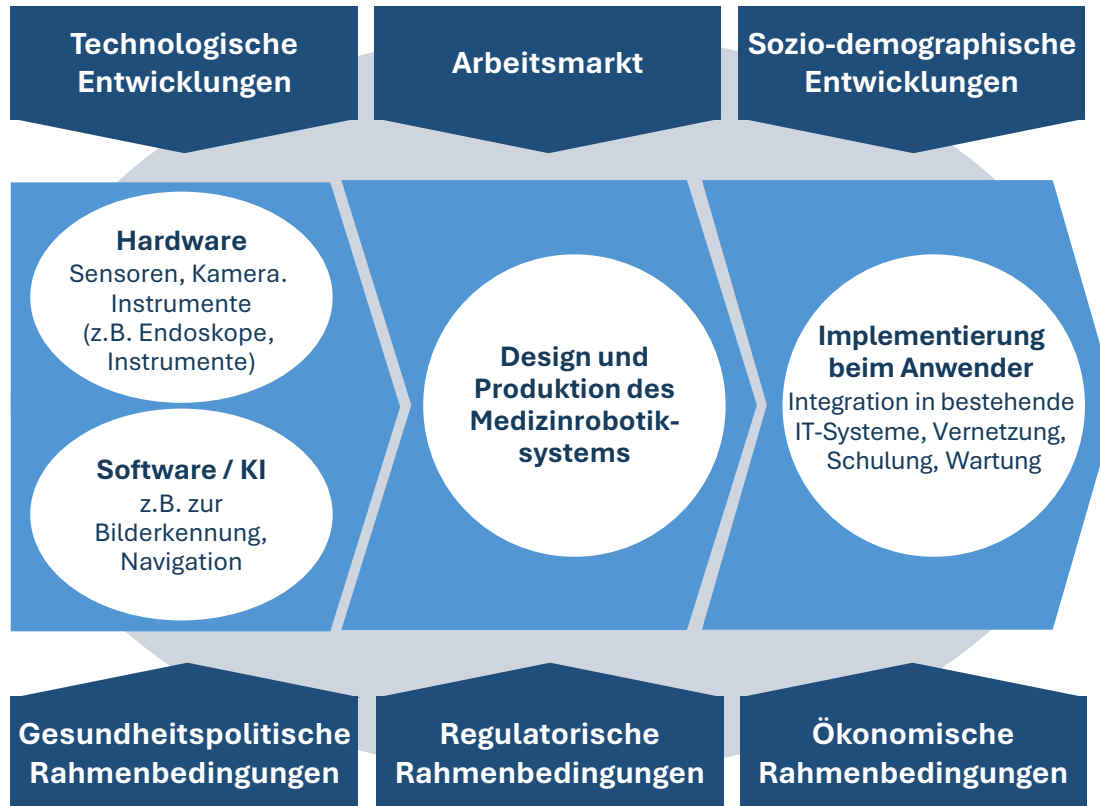 Technologische
Entwicklungen
Arbeitsmarkt
Sozio-demographische
Entwicklungen
Hardware
Sensoren, Kamera.
Instrumente
(z.B. Endoskope,
Instrumente)
Software / KI
z.B. zur
Bilderkennung,
Navigation
Design und
Produktion des
Medizinrobotik-
systems
Implementierung
beim Anwender
Integration in bestehende
IT-Systeme, Vernetzung,
Schulung, Wartung
Gesundheitspolitische
Rahmenbedingungen
Regulatorische
Rahmenbedingungen
Ökonomische
Rahmenbedingungen